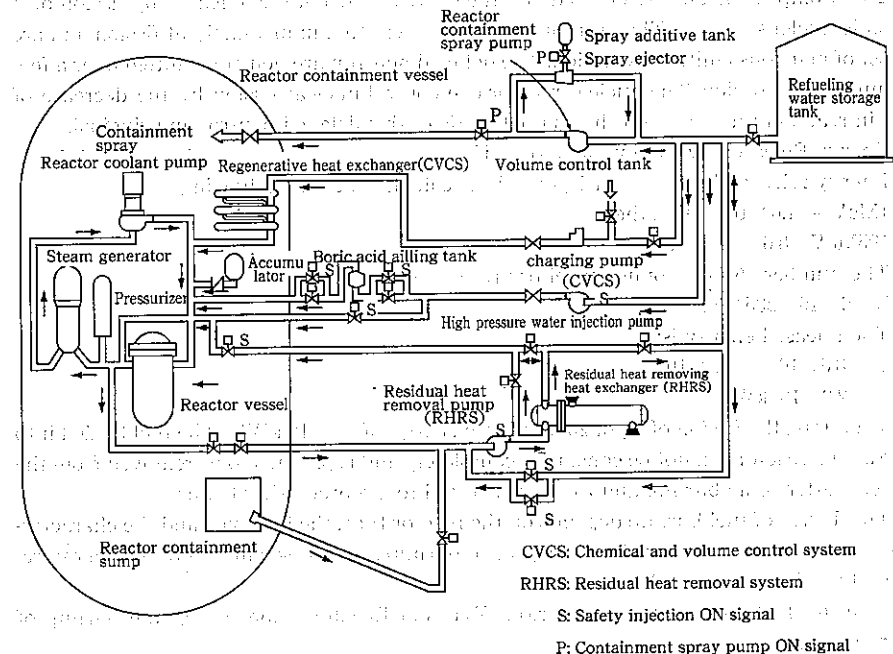 Reactor
containment
spray pump
Spray additive tank
P
Spray ejector
Reactor containment vessel
Refueling
water storage
tank
P
Containment
spray
Reactor coolant pump
Regenerative heat exchanger(CVCS)
Volume control tank
Steam generator
Accumu
lator
Boric acid ailling tank
S
S
charging pump
(CVCS)
Pressurizer
S
S
High pressure water injection pump
S
Residual heat removing
heat exchanger (RHRS)
Residual heat
removal pump
(RHRS)
Reactor vessel
S
S
S
Reactor containment
sump
CVCS: Chemical and volume control system
RHRS: Residual heat removal system
S: Safety injection ON signal
P: Containment spray pump ON signal